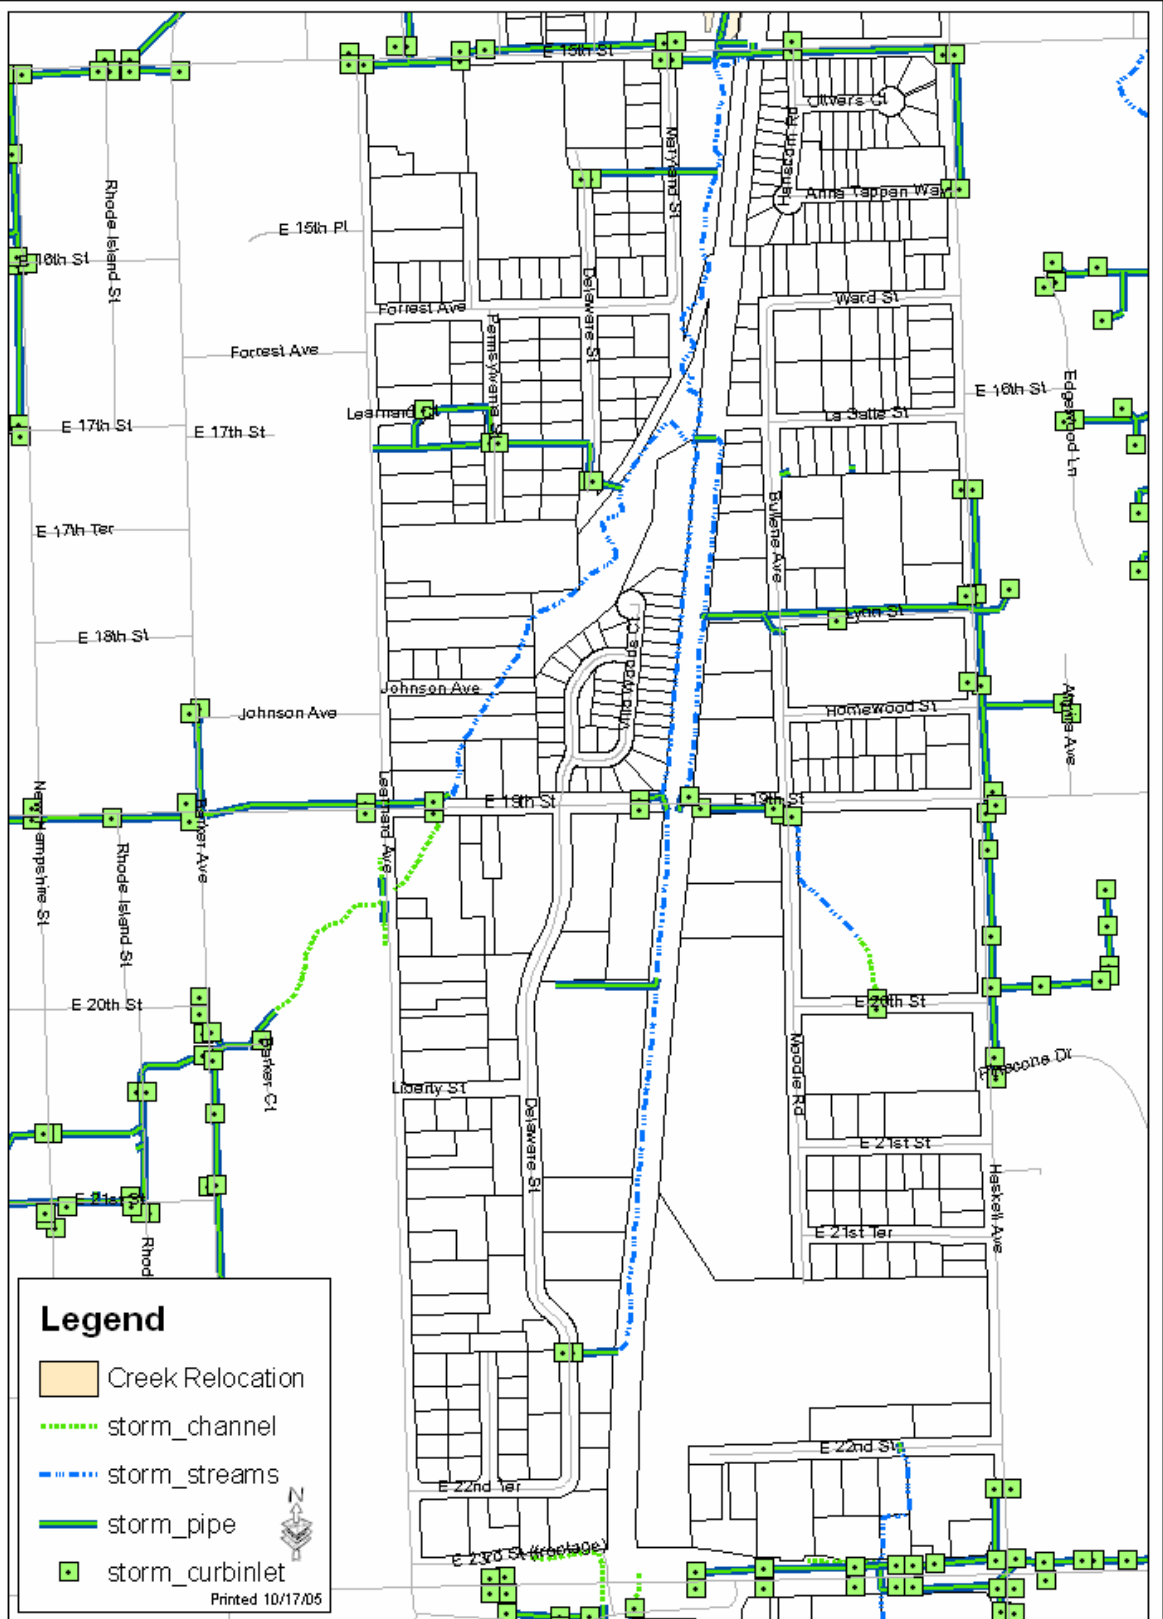 E 15th St
Olivers Ct
Hanscom Rd
Maryland St
Rhode Island St
Anna Tappan Way
E 15th Pl
E 16th St
Delaware St
Ward St
Forrest Ave
Pennsylvania St
Forrest Ave
E 16th St
Edgewood Ln
Learnard Ct
La Salle St
E 17th St
E 17th St
Bullene Ave
E 17th Ter
Lynn St
E 18th St
Willow Woods Ct
Johnson Ave
Johnson Ave
Homewood St
New Hampshire St
Barker Ave
Learnard Ave
E 19th St
E 19th St
Rhode Island St
E 20th St
E 20th St
Barker Ct
Moodie Rd
Pinecone Dr
Liberty St
Delaware St
E 21st St
E 21st St
Haskell Ave
E 21st Ter
Rhod
Legend
Creek Relocation
storm_channel
storm_streams
storm_pipe
storm_curbinlet
N
Printed 10/17/05
E 22nd St
E 22nd Ter
E 23rd St (frontage)